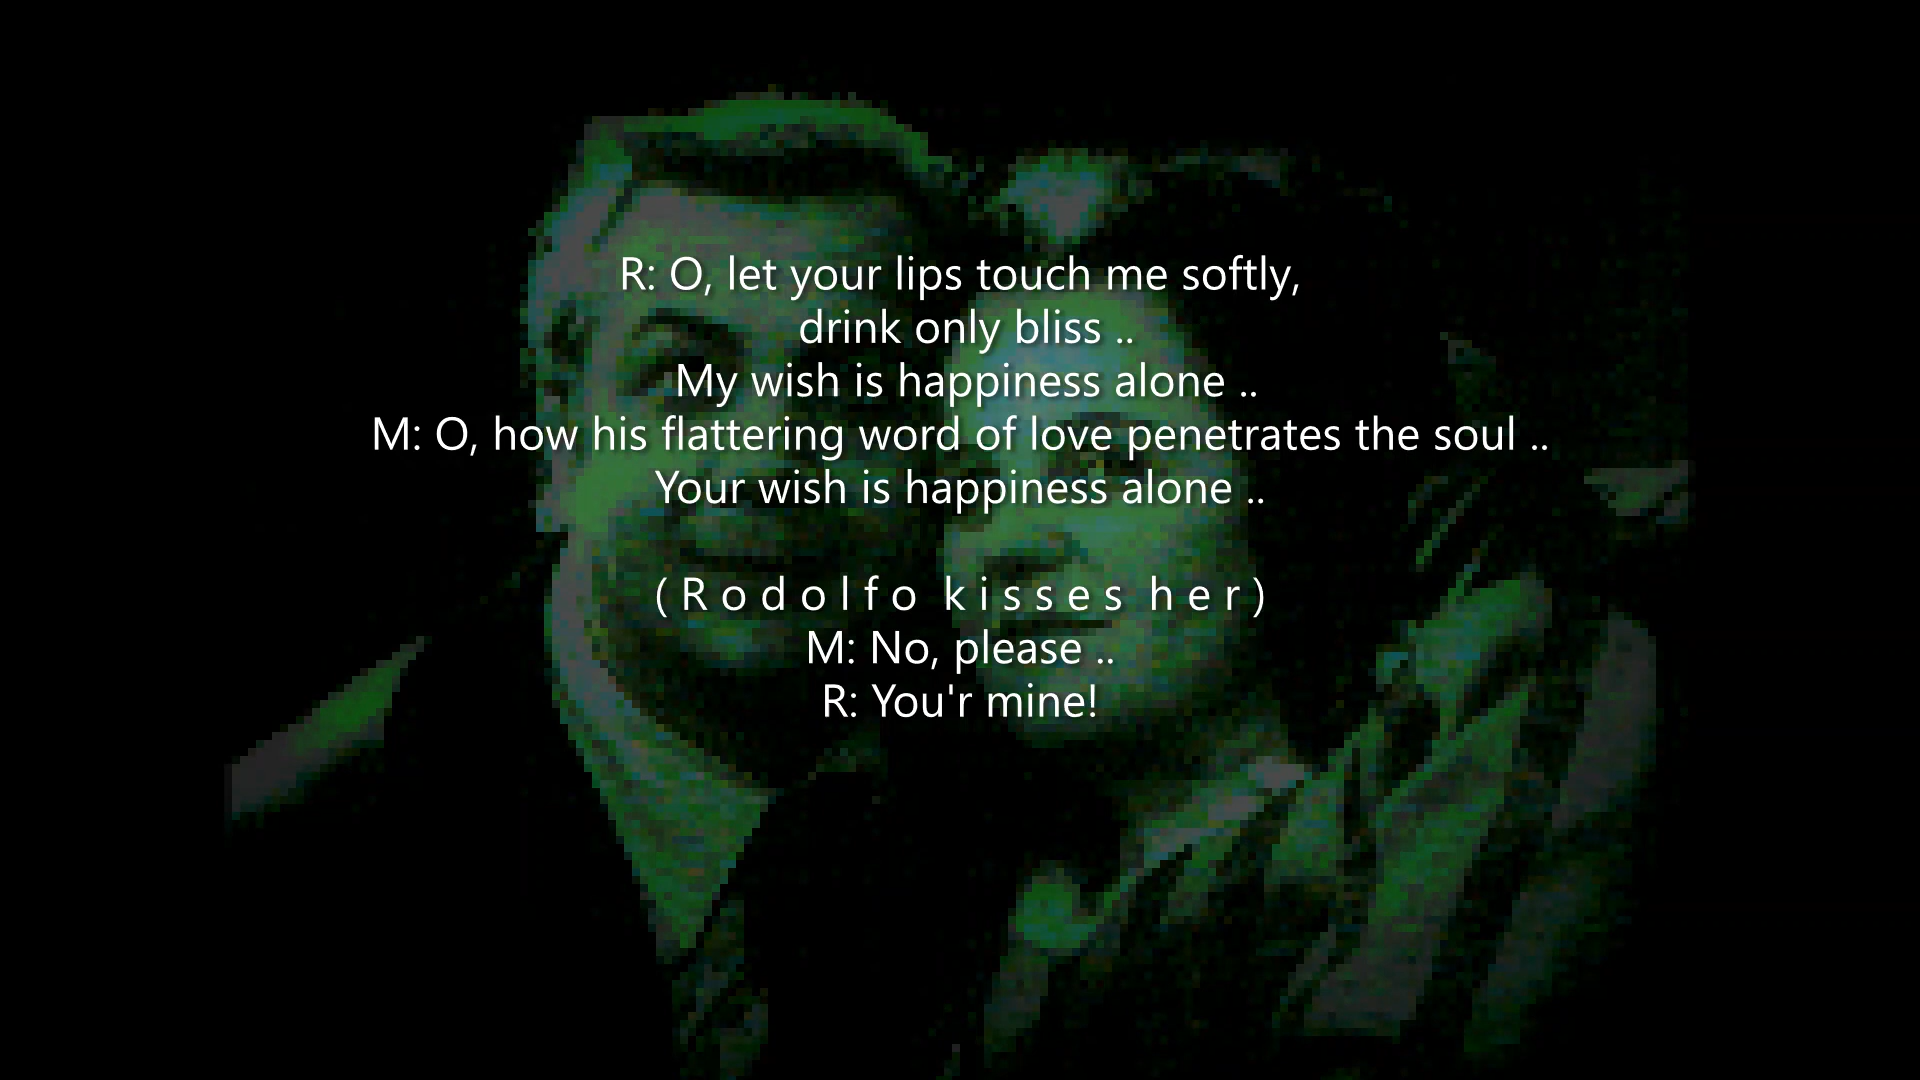 R: O, let your lips touch me softly,
drink only bliss ..
My wish is happiness alone ..
M: O, how his flattering word of love penetrates the soul ..
Your wish is happiness alone ..
( R o d o l f o  k i s s e s  h e r )
M: No, please ..
R: You'r mine!